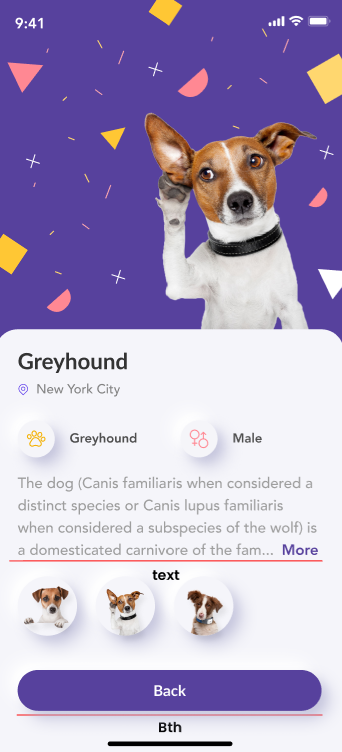 9:41
Greyhound
New York City
Greyhound
Male
The dog (Canis familiaris when considered a
distinct species or Canis lupus familiaris
when considered a subspecies of the wolf) is
a domesticated carnivore of the fam... More
text
Back
Bth